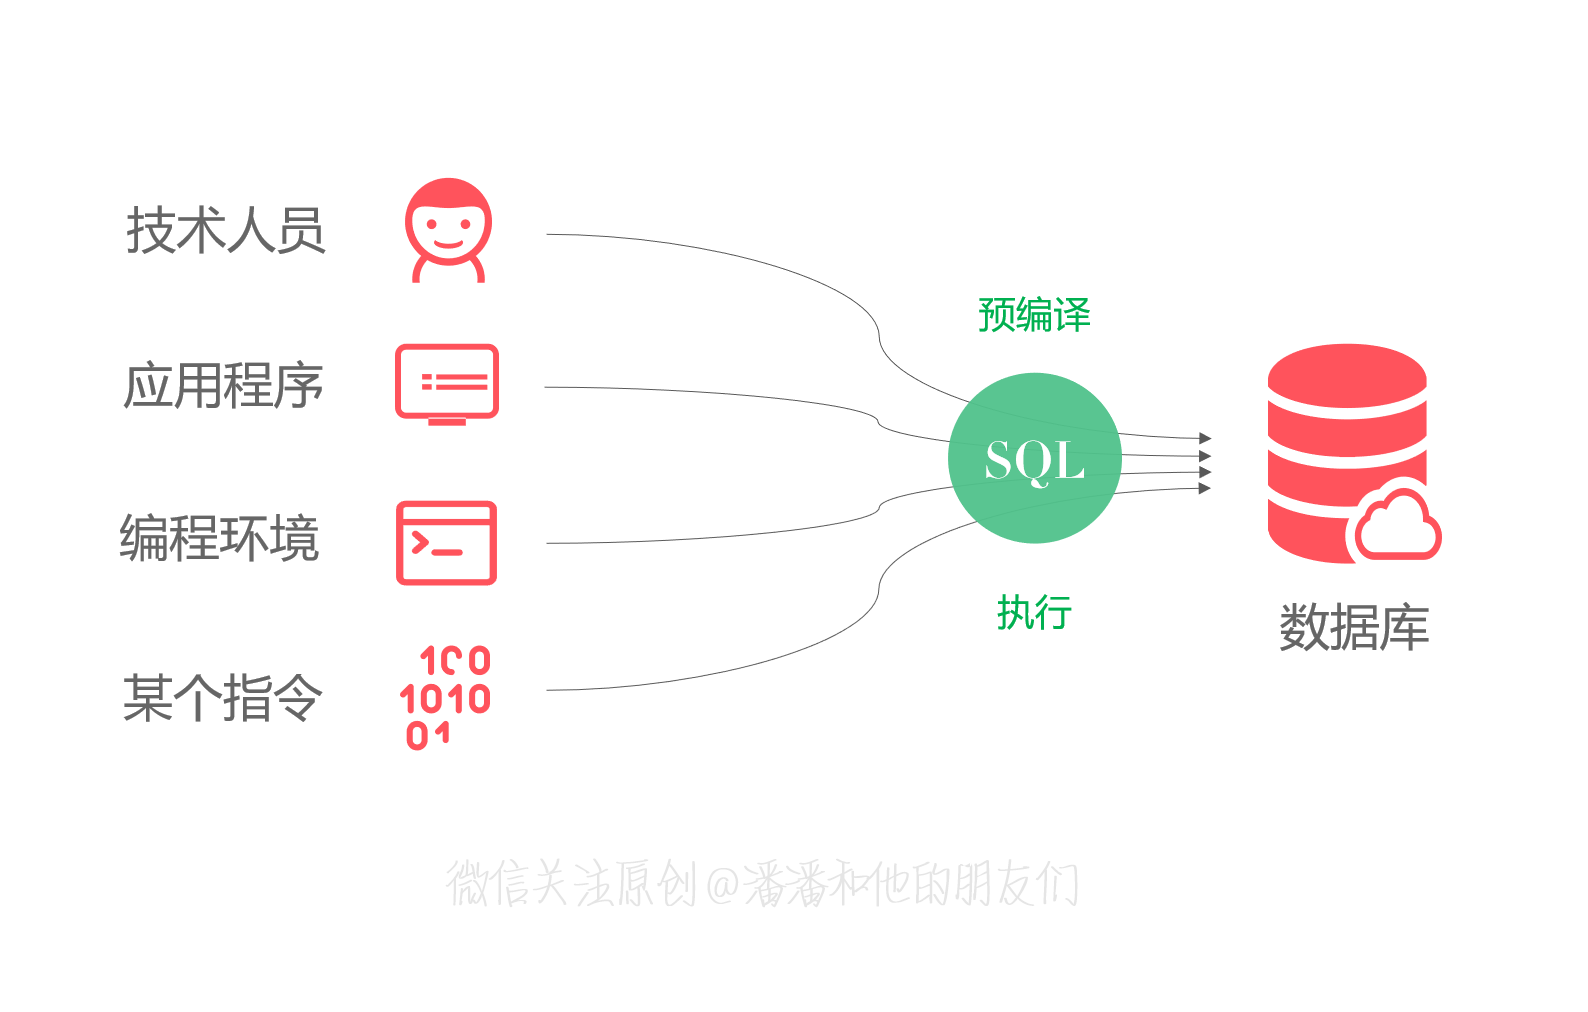 技术人员
应用程序
编程环境
某个指令
100
1010
01
预编译
SQL
执行
数据库
微信关注原创@潘潘和他的朋友们